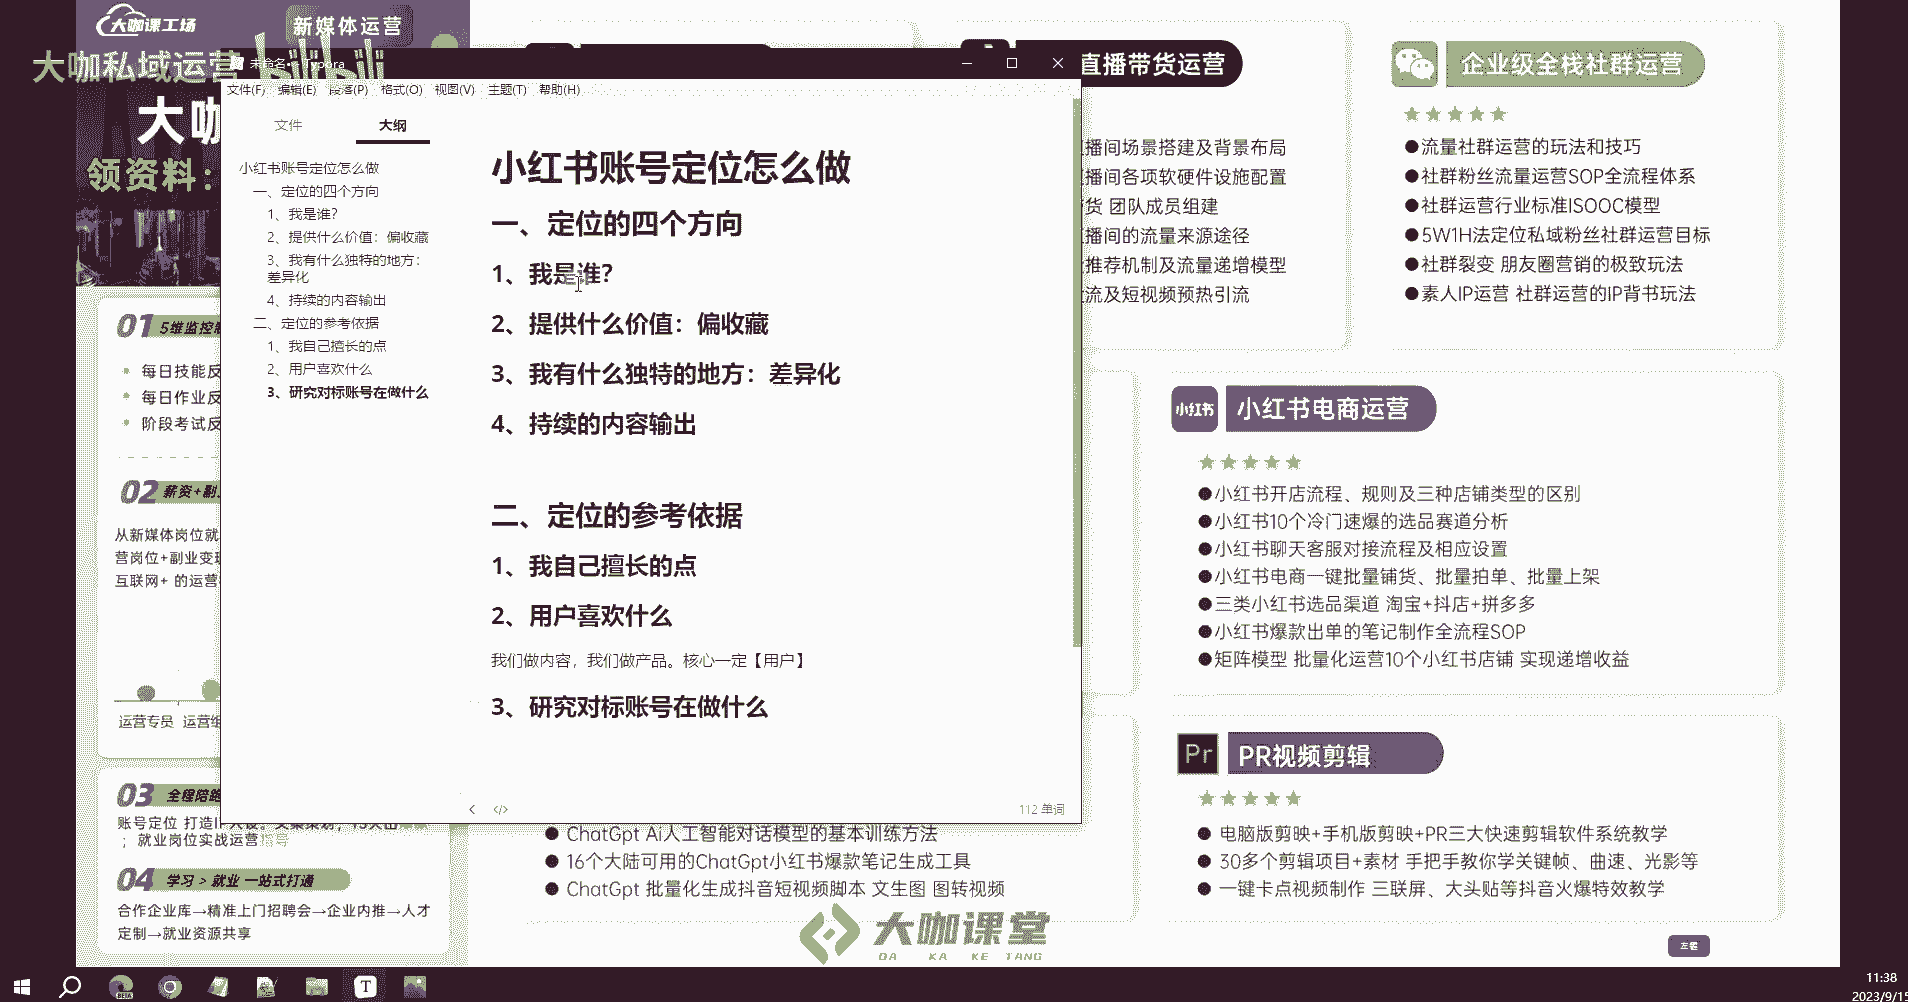 大咖课工场
新媒体运营
大咖私域运营
bilibili
大咖
领资料：
01
5维监控
每日技能反
每日作业反
阶段考试反
02
薪资+副
从新媒体岗位就
营岗位+副业变现
互联网+ 的运营
运营专员 运营
03
全程陪跑
账号定位 打造IP
；就业岗位实战运营指导
04
学习 > 就业 一站式打通
合作企业库→精准上门招聘会→企业内推→人才
定制→就业资源共享
未命名• - Typora
文件(F) 编辑(E) 段落(P) 格式(O) 视图(V) 主题(T) 帮助(H)
文件
大纲
小红书账号定位怎么做
一、定位的四个方向
1、我是谁？
2、提供什么价值：偏收藏
3、我有什么独特的地方：
差异化
4、持续的内容输出
二、定位的参考依据
1、我自己擅长的点
2、用户喜欢什么
3、研究对标账号在做什么
小红书账号定位怎么做
一、定位的四个方向
1、我是谁？
2、提供什么价值：偏收藏
3、我有什么独特的地方：差异化
4、持续的内容输出
二、定位的参考依据
1、我自己擅长的点
2、用户喜欢什么
我们做内容，我们做产品。核心一定【用户】
3、研究对标账号在做什么
112 单词
直播带货运营
播间场景搭建及背景布局
播间各项软硬件设施配置
货 团队成员组建
播间的流量来源途径
推荐机制及流量递增模型
流及短视频预热引流
企业级全栈社群运营
●流量社群运营的玩法和技巧
●社群粉丝流量运营SOP全流程体系
●社群运营行业标准ISOOC模型
●5W1H法定位私域粉丝社群运营目标
●社群裂变 朋友圈营销的极致玩法
●素人IP运营 社群运营的IP背书玩法
小红书
小红书电商运营
●小红书开店流程、规则及三种店铺类型的区别
●小红书10个冷门速爆的选品赛道分析
●小红书聊天客服对接流程及相应设置
●小红书电商一键批量铺货、批量拍单、批量上架
●三类小红书选品渠道 淘宝+抖店+拼多多
●小红书爆款出单的笔记制作全流程SOP
●矩阵模型 批量化运营10个小红书店铺 实现递增收益
Pr
PR视频剪辑
● 电脑版剪映+手机版剪映+PR三大快速剪辑软件系统教学
● 30多个剪辑项目+素材 手把手教你学关键帧、曲速、光影等
● 一键卡点视频制作 三联屏、大头贴等抖音火爆特效教学
● ChatGpt Ai人工智能对话模型的基本训练方法
● 16个大陆可用的ChatGpt小红书爆款笔记生成工具
● ChatGpt 批量化生成抖音短视频脚本 文生图 图转视频
大咖课堂
DA KA KE TANG
11:38
2023/9/15